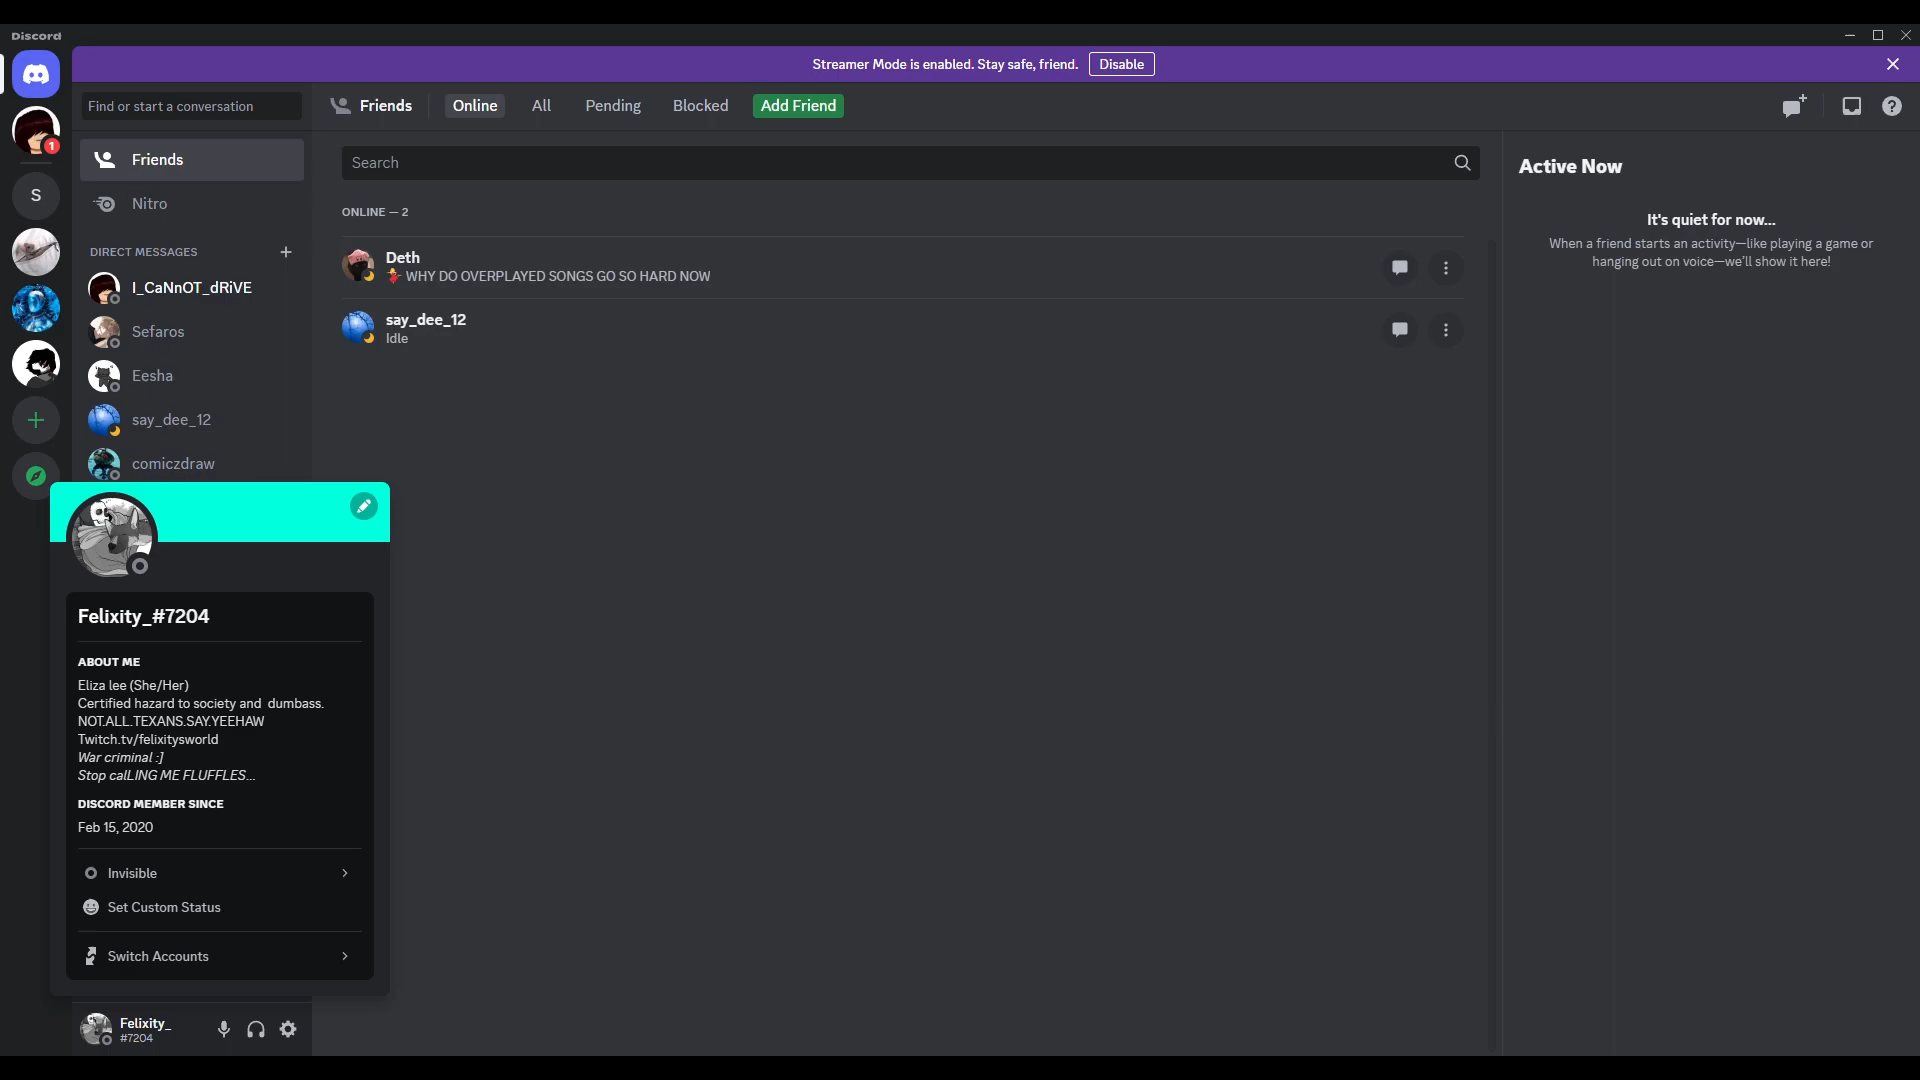 Discord
Streamer Mode is enabled. Stay safe, friend. Disable
Find or start a conversation
Friends Online All Pending Blocked Add Friend
1
Friends
Nitro
DIRECT MESSAGES
S
I_CaNnOT_dRiVE
Sefaros
Eesha
say_dee_12
comiczdraw
Search
ONLINE — 2
Deth
WHY DO OVERPLAYED SONGS GO SO HARD NOW
say_dee_12
Idle
Active Now
It's quiet for now...
When a friend starts an activity—like playing a game or
hanging out on voice—we'll show it here!
Felixity_#7204
ABOUT ME
Eliza lee (She/Her)
Certified hazard to society and  dumbass.
NOT.ALL.TEXANS.SAY.YEEHAW
Twitch.tv/felixitysworld
War criminal :]
Stop calLING ME FLUFFLES...
DISCORD MEMBER SINCE
Feb 15, 2020
Invisible
Set Custom Status
Switch Accounts
Felixity_
#7204